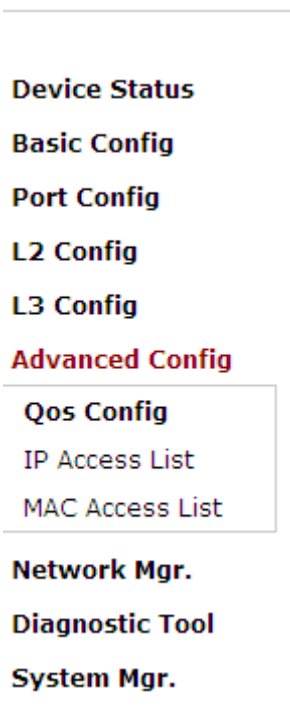 Device Status
Basic Config
Port Config
L2 Config
L3 Config
Advanced Config
Qos Config
IP Access List
MAC Access List
Network Mgr.
Diagnostic Tool
System Mgr.